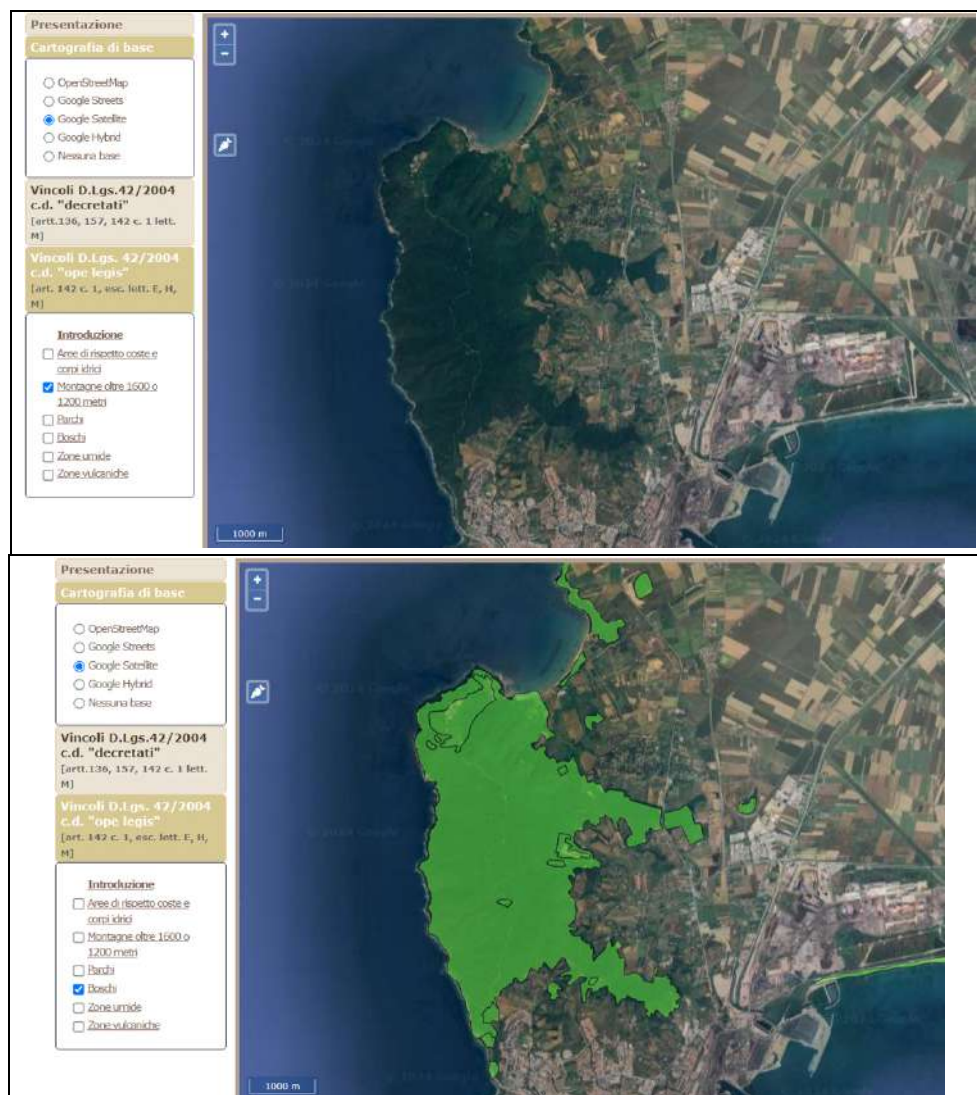 Presentazione
Cartografia di base
OpenStreetMap
Google Streets
Google Satellite
Google Hybrid
Nessuna base
Vincoli D.Lgs.42/2004
c.d. "decretati"
[artt.136, 157, 142 c. 1 lett.
M]
Vincoli D.Lgs. 42/2004
c.d. "ope legis"
[art. 142 c. 1, esc. lett. E, H,
M]
Introduzione
Aree di rispetto coste e
corpi idrici
Montagne oltre 1600 o
1200 metri
Parchi
Boschi
Zone umide
Zone vulcaniche
+
−
1000 m
Presentazione
Cartografia di base
OpenStreetMap
Google Streets
Google Satellite
Google Hybrid
Nessuna base
Vincoli D.Lgs.42/2004
c.d. "decretati"
[artt.136, 157, 142 c. 1 lett.
M]
Vincoli D.Lgs. 42/2004
c.d. "ope legis"
[art. 142 c. 1, esc. lett. E, H,
M]
Introduzione
Aree di rispetto coste e
corpi idrici
Montagne oltre 1600 o
1200 metri
Parchi
Boschi
Zone umide
Zone vulcaniche
+
−
1000 m